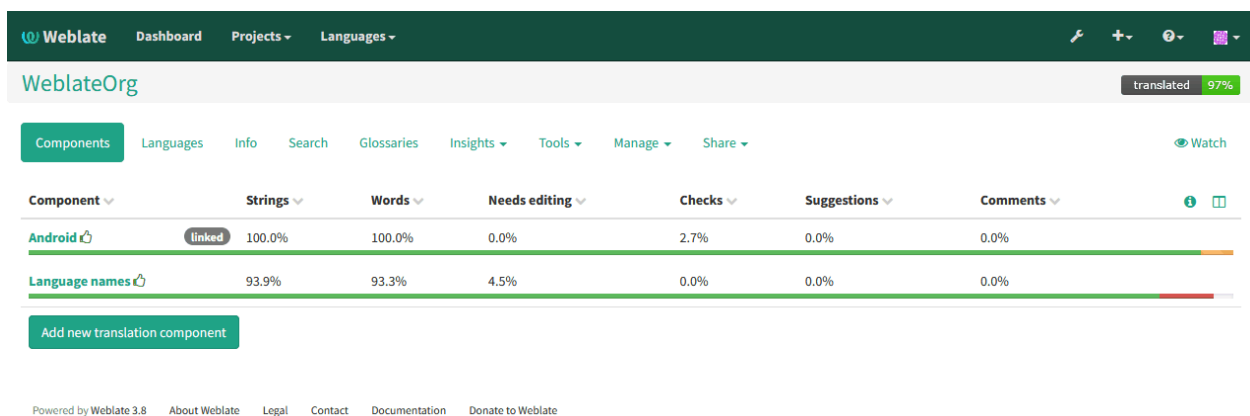 Weblate Dashboard Projects Languages
WeblateOrg translated 97%
Components Languages Info Search Glossaries Insights Tools Manage Share Watch
Component Strings Words Needs editing Checks Suggestions Comments
Android linked 100.0% 100.0% 0.0% 2.7% 0.0% 0.0%
Language names 93.9% 93.3% 4.5% 0.0% 0.0% 0.0%
Add new translation component
Powered by Weblate 3.8 About Weblate Legal Contact Documentation Donate to Weblate